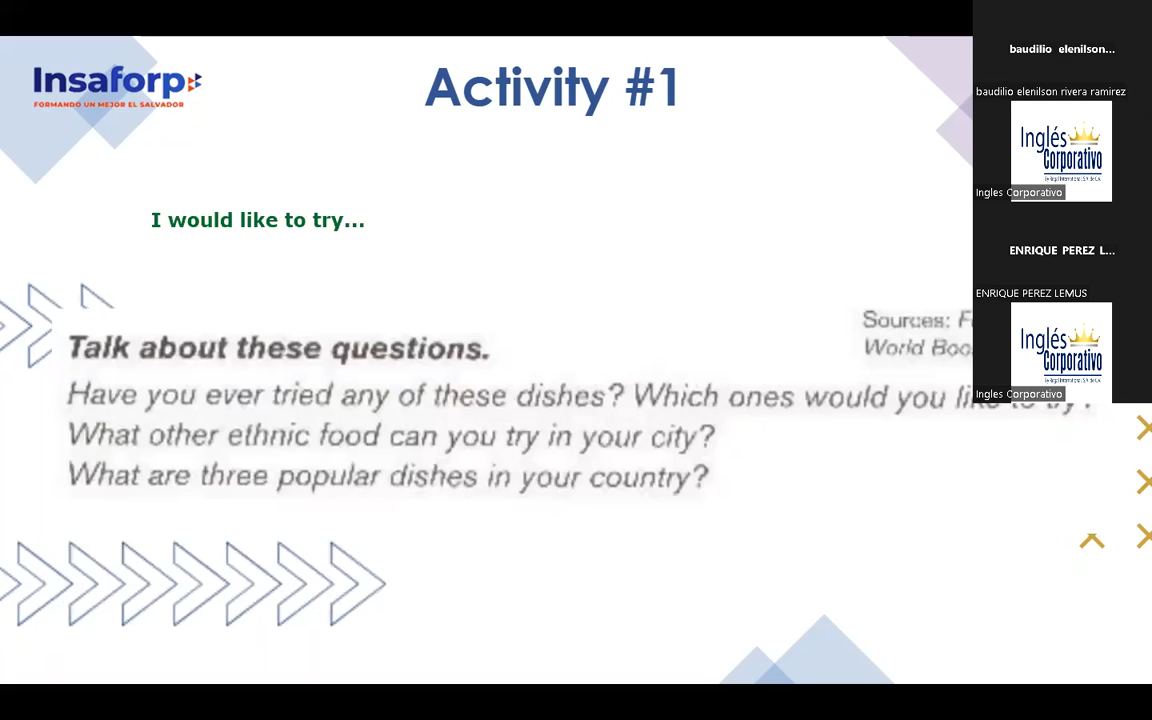 Insaforp
FORMANDO UN MEJOR EL SALVADOR
Activity #1
I would like to try...
Sources:
World
Talk about these questions.
Have you ever tried any of these dishes? Which ones would you like to try?
What other ethnic food can you try in your city?
What are three popular dishes in your country?
baudilio elenilson...
baudilio elenilson rivera ramirez
Inglés
Corporativo
Ingles Corporativo
ENRIQUE PEREZ L...
ENRIQUE PEREZ LEMUS
Inglés
Corporativo
Ingles Corporativo